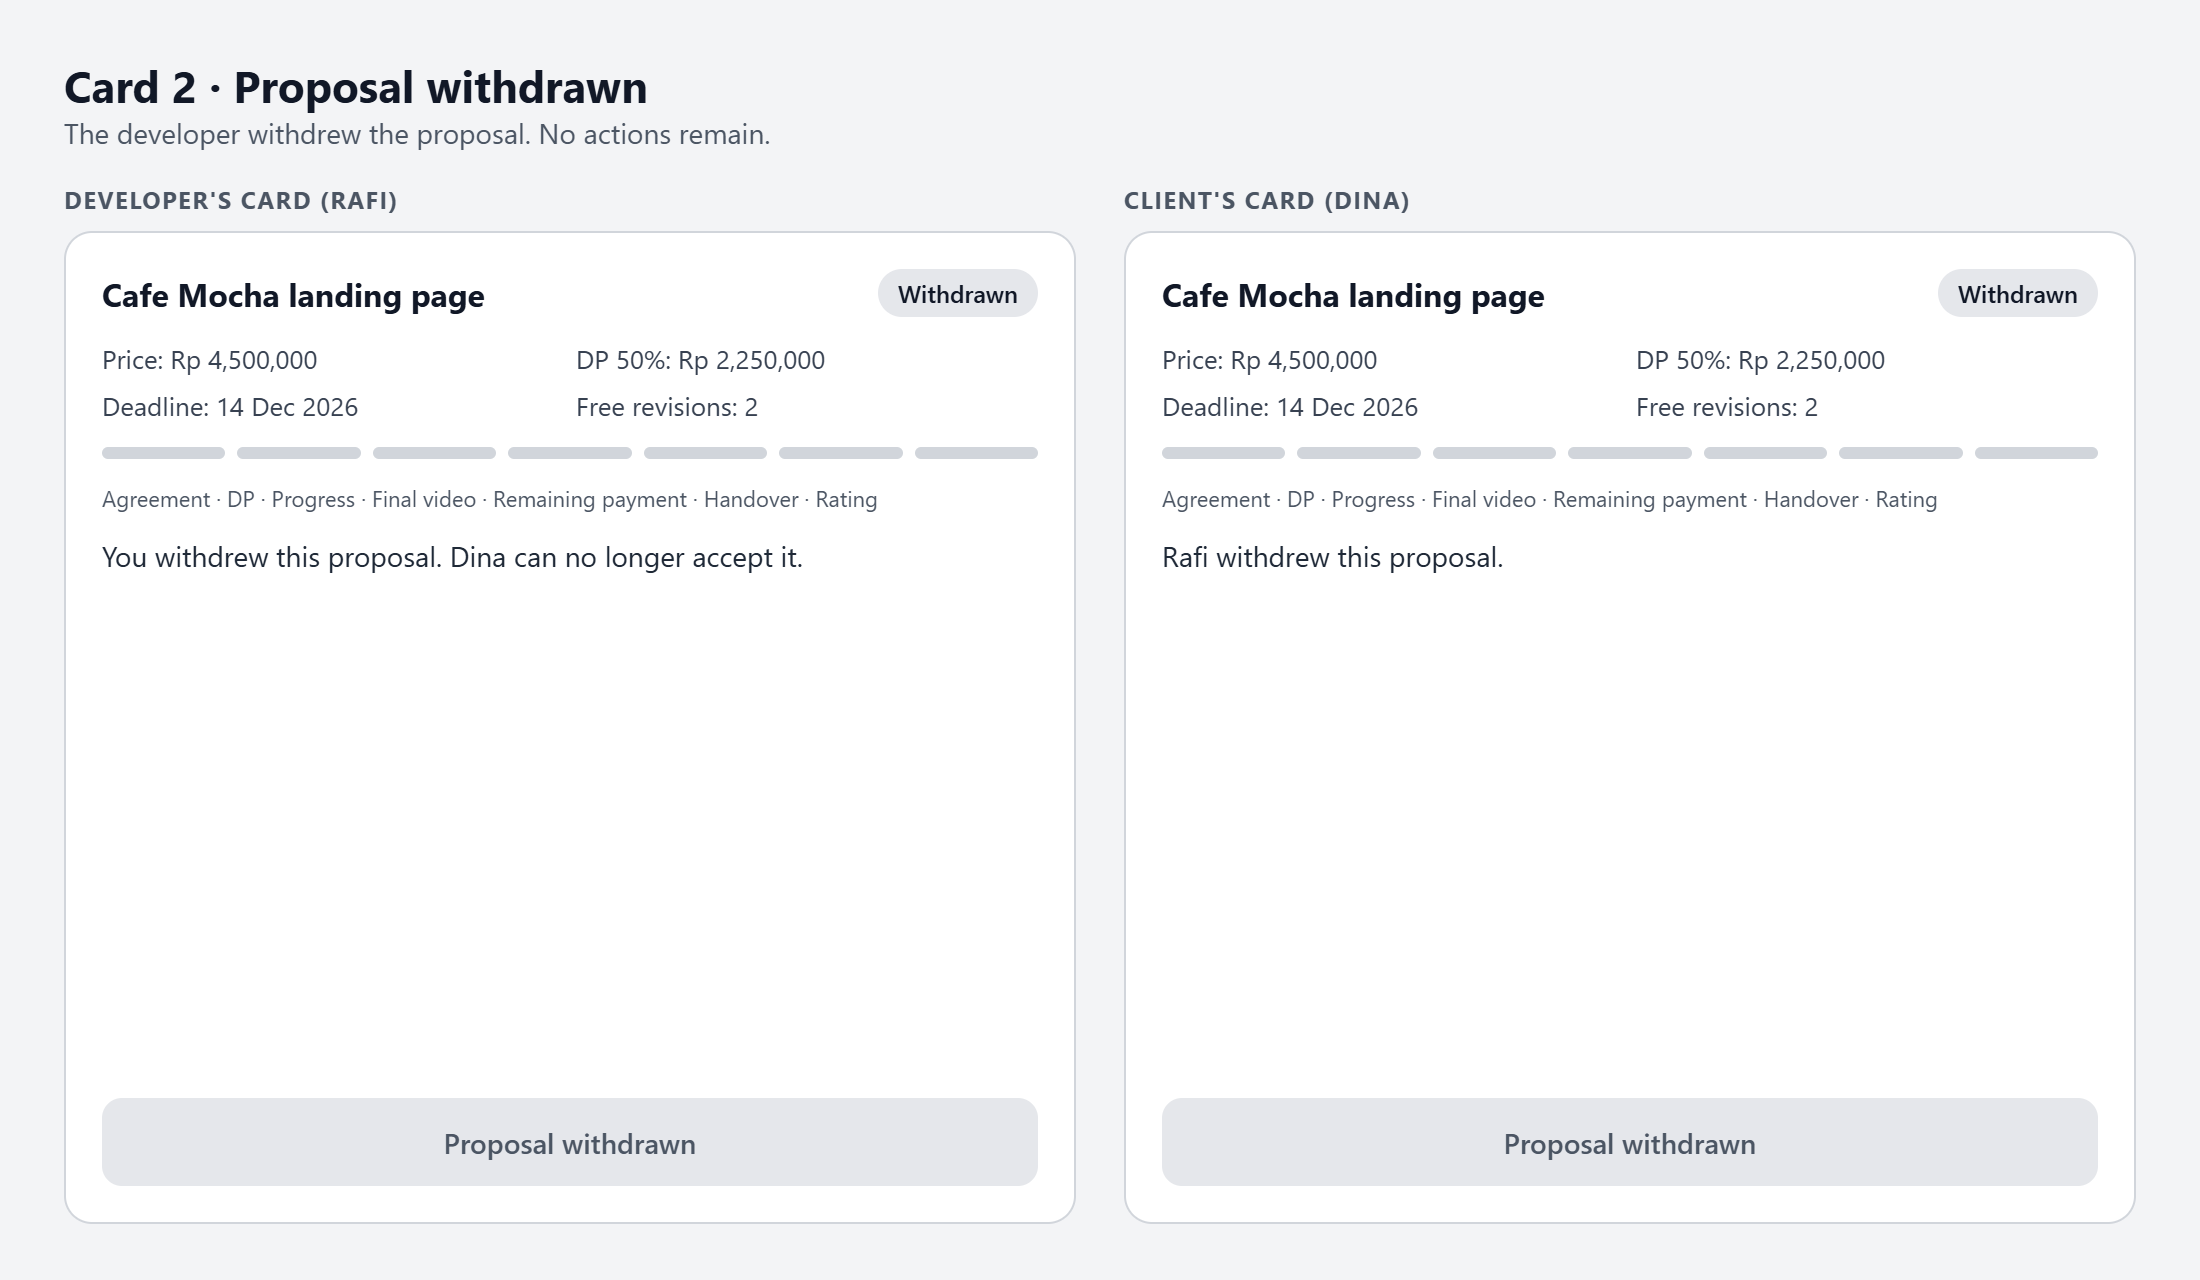 Card 2 · Proposal withdrawn
The developer withdrew the proposal. No actions remain.
DEVELOPER'S CARD (RAFI)
Cafe Mocha landing page
Withdrawn
Price: Rp 4,500,000
DP 50%: Rp 2,250,000
Deadline: 14 Dec 2026
Free revisions: 2
Agreement · DP · Progress · Final video · Remaining payment · Handover · Rating
You withdrew this proposal. Dina can no longer accept it.
Proposal withdrawn
CLIENT'S CARD (DINA)
Cafe Mocha landing page
Withdrawn
Price: Rp 4,500,000
DP 50%: Rp 2,250,000
Deadline: 14 Dec 2026
Free revisions: 2
Agreement · DP · Progress · Final video · Remaining payment · Handover · Rating
Rafi withdrew this proposal.
Proposal withdrawn